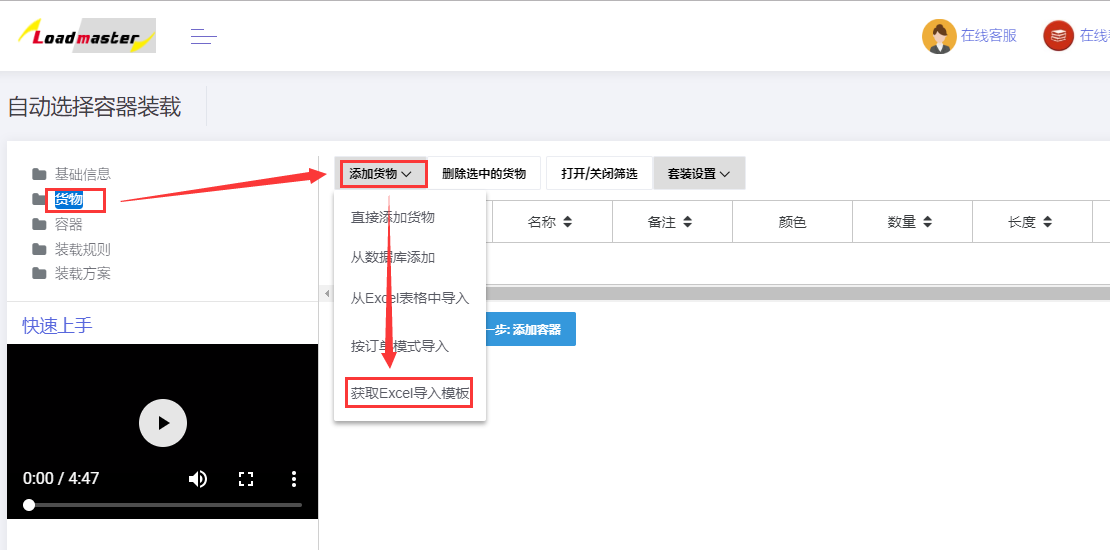 Loadmaster
在线客服
在线
自动选择容器装载
基础信息
货物
容器
装载规则
装载方案
快速上手
0:00 / 4:47
添加货物
删除选中的货物
打开/关闭筛选
套装设置
直接添加货物
从数据库添加
从Excel表格中导入
按订单模式导入
获取Excel导入模板
名称
备注
颜色
数量
长度
一步: 添加容器